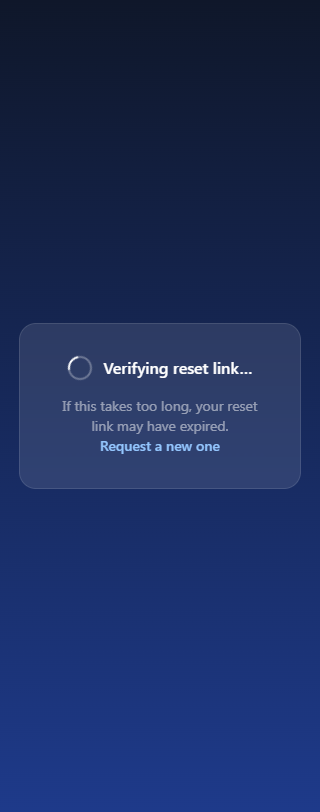 Verifying reset link...
If this takes too long, your reset
link may have expired.
Request a new one